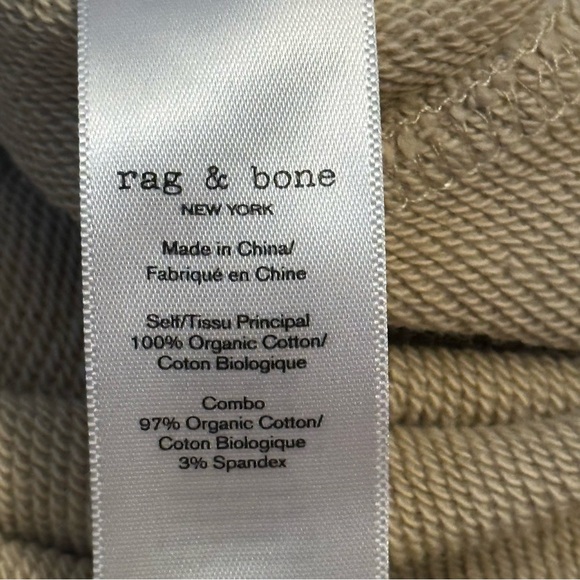 rag & bone
NEW YORK
Made in China/
Fabriqué en Chine
Self/Tissu Principal
100% Organic Cotton/
Coton Biologique
Combo
97% Organic Cotton/
Coton Biologique
3% Spandex